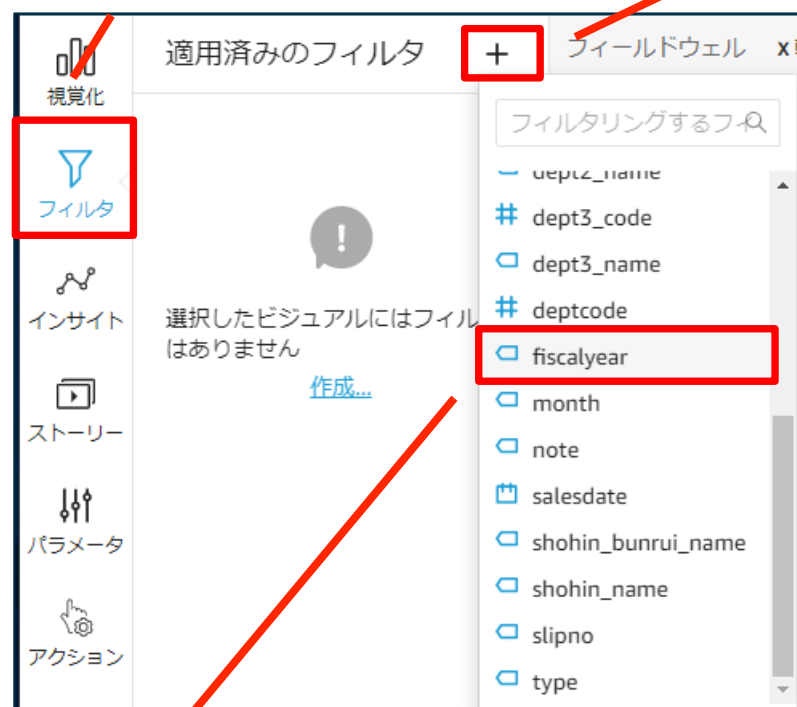 視覚化
フィルタ
インサイト
ストーリー
パラメータ
アクション
適用済みのフィルタ +
選択したビジュアルにはフィル
はありません
作成...
フィールドウェル x
フィルタリングするフィ
dept2_name
dept3_code
dept3_name
deptcode
fiscalyear
month
note
salesdate
shohin_bunrui_name
shohin_name
slipno
type